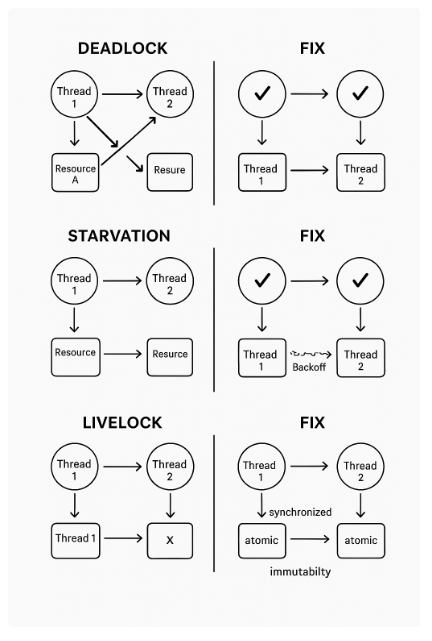 DEADLOCK
FIX
Thread
1
Thread
2
Resource
A
Resure
Thread
1
Thread
2
STARVATION
FIX
Thread
1
Thread
2
Resource
Resurce
Thread
1
Backoff
Thread
2
LIVELOCK
FIX
Thread
1
Thread
2
Thread 1
X
Thread
1
Thread
2
synchronized
atomic
atomic
immutabilty